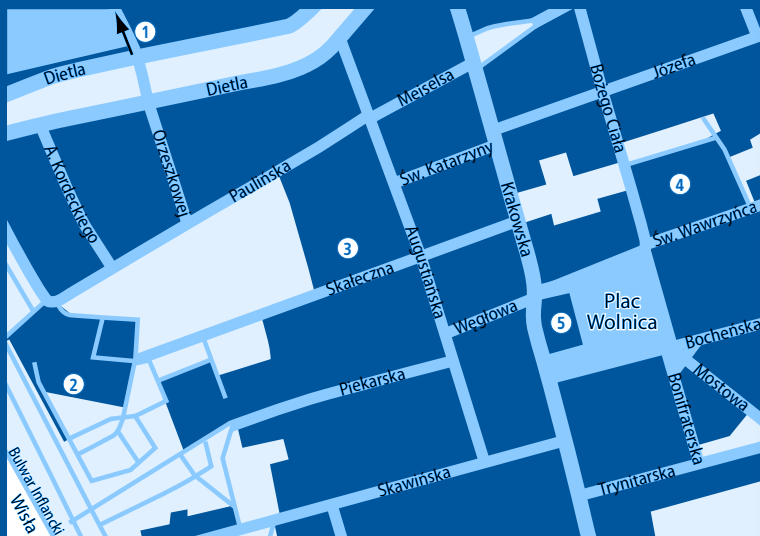 1
Dietla
Dietla
Meiselsa
Józefa
Bożego Ciała
Orzeszkowej
A. Kordeckiego
Paulińska
Św. Katarzyny
4
Krakowska
Św. Wawrzyńca
3
Skałeczna
Augustiańska
Węgłowa
5
Plac
Wolnica
Bocheńska
Mostowa
2
Piekarska
Bonifraterska
Bulwar Inflancki
Wisła
Skawińska
Trynitarska